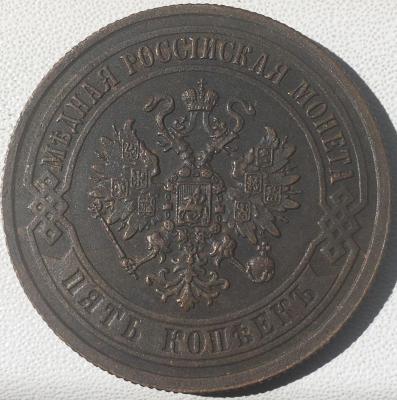 МѢДНАЯ РОССІЙСКАЯ МОНЕТА
ПЯТЬ КОПѢЕКЪ